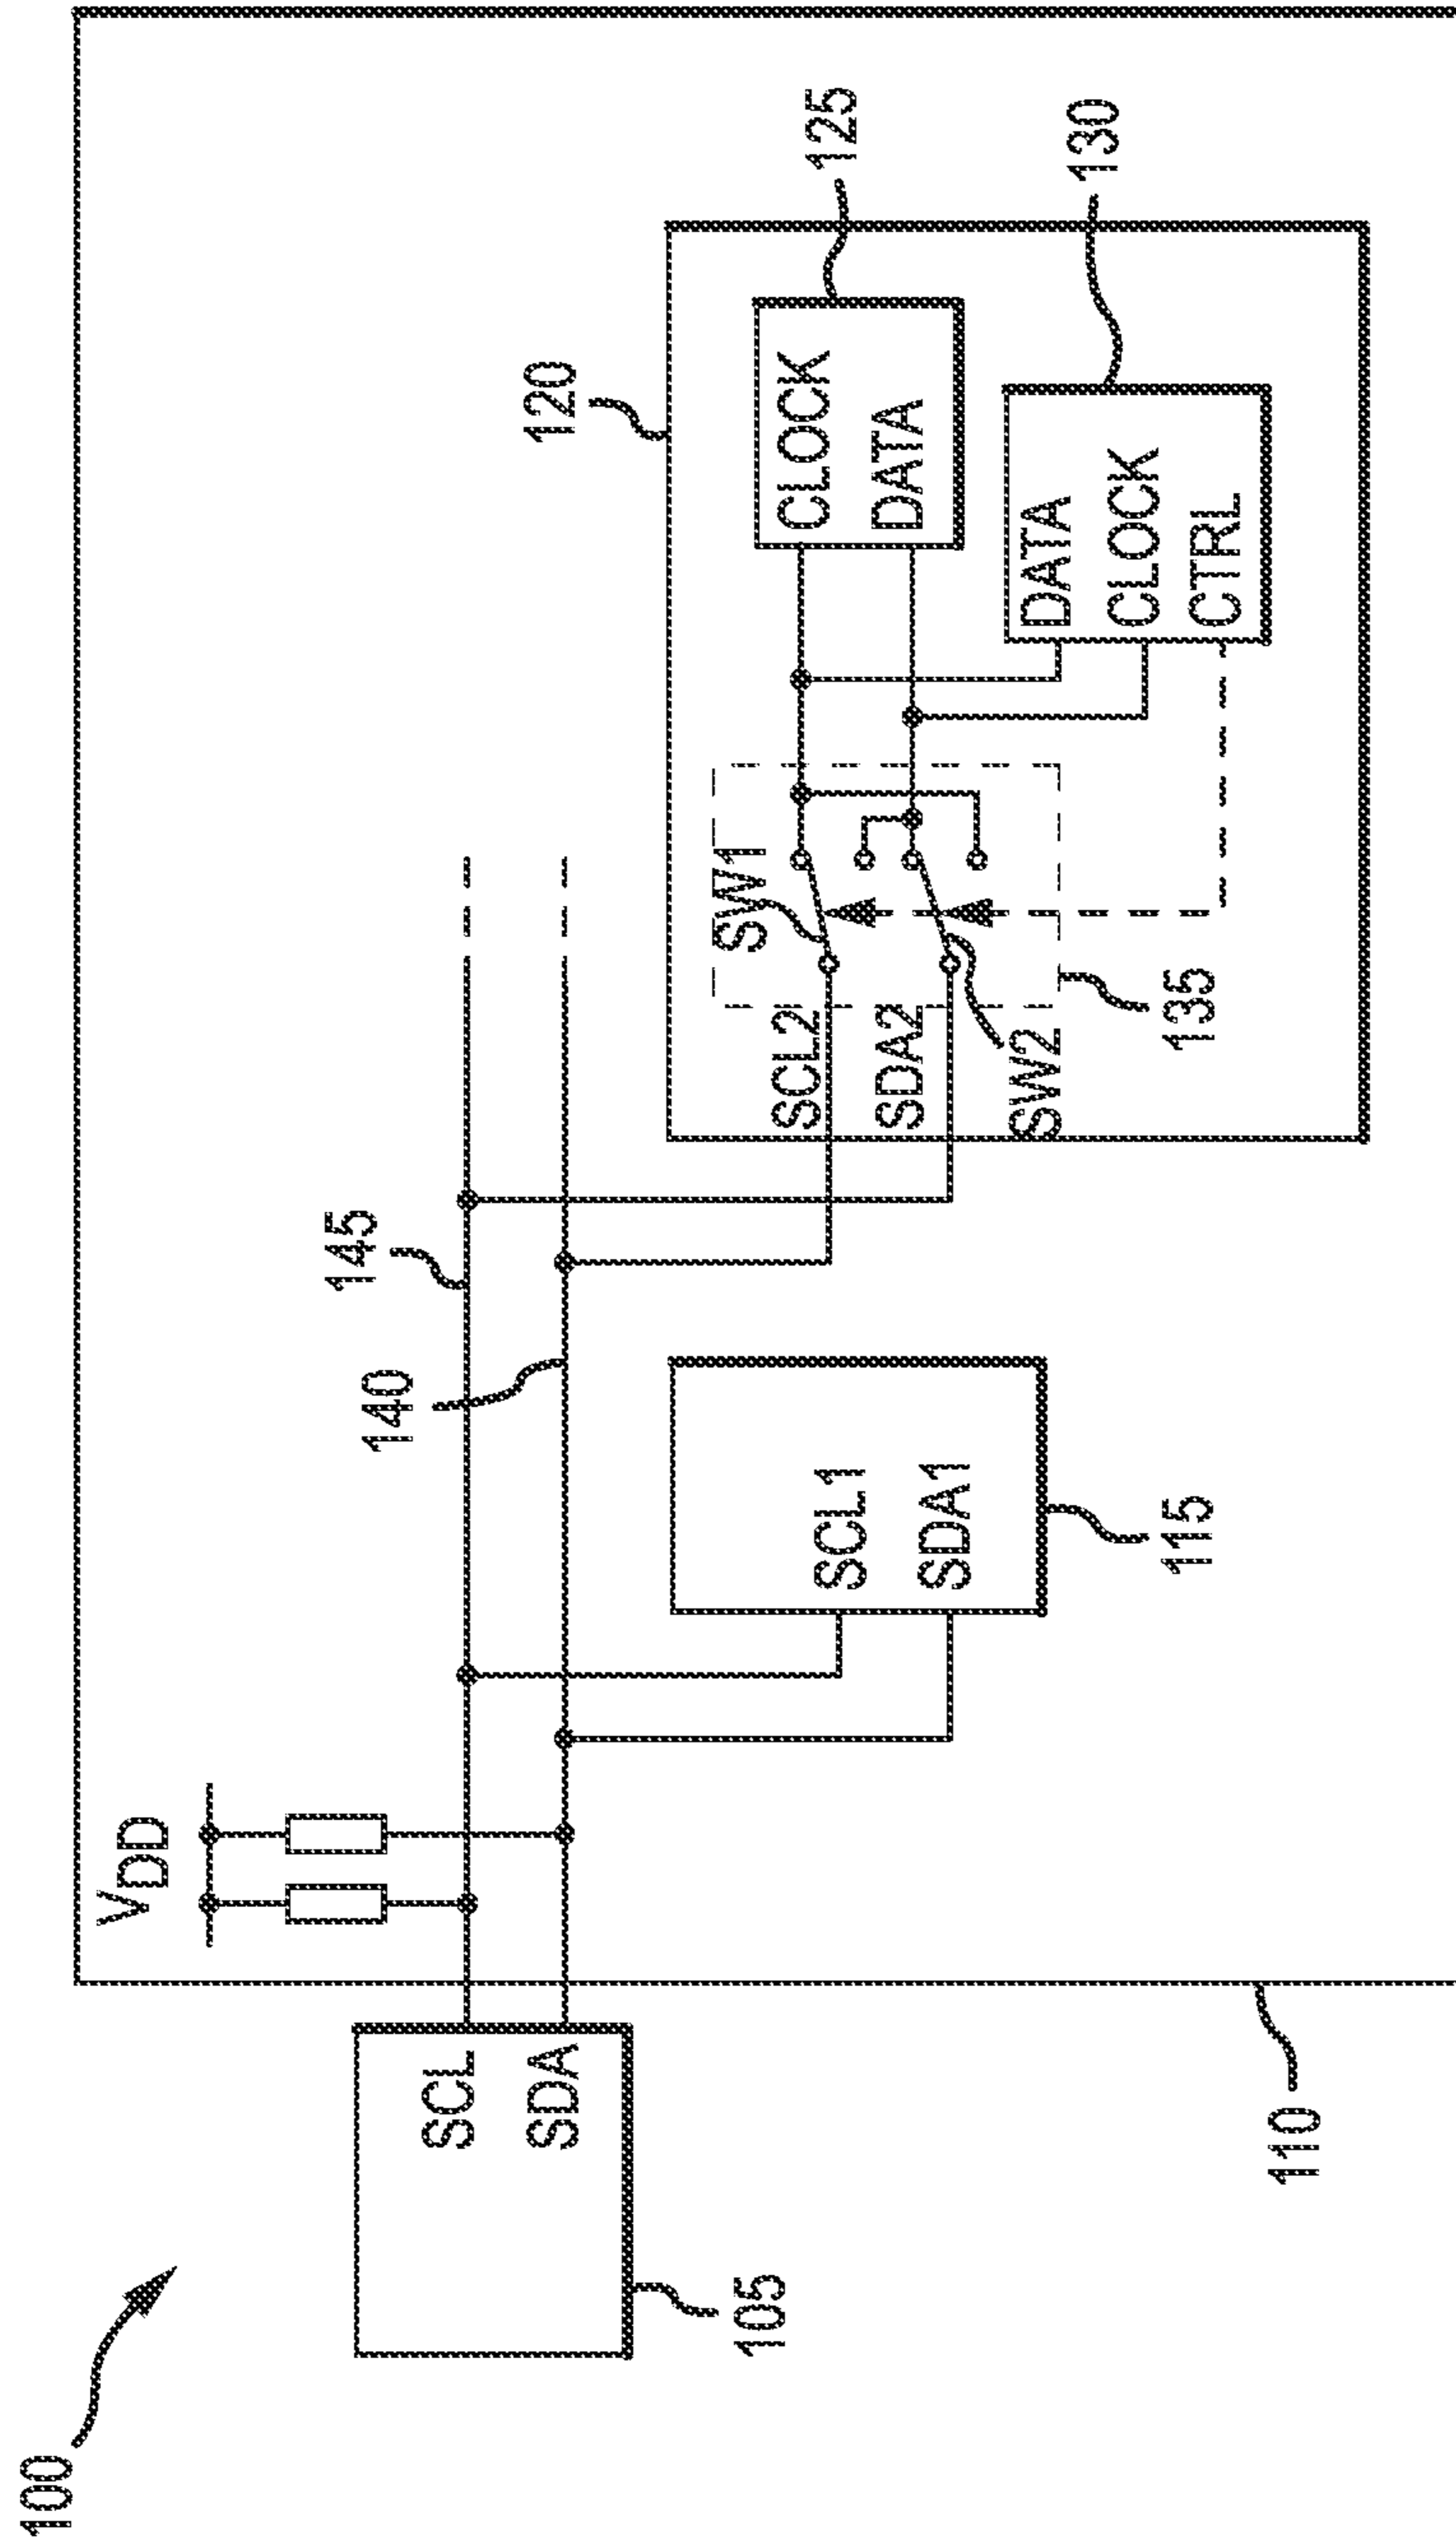 100
105
SCL
SDA
110
VDD
115
SCL1
SDA1
140
145
120
SCL2
SDA2
SW1
SW2
135
125
CLOCK
DATA
130
DATA
CLOCK
CTRL